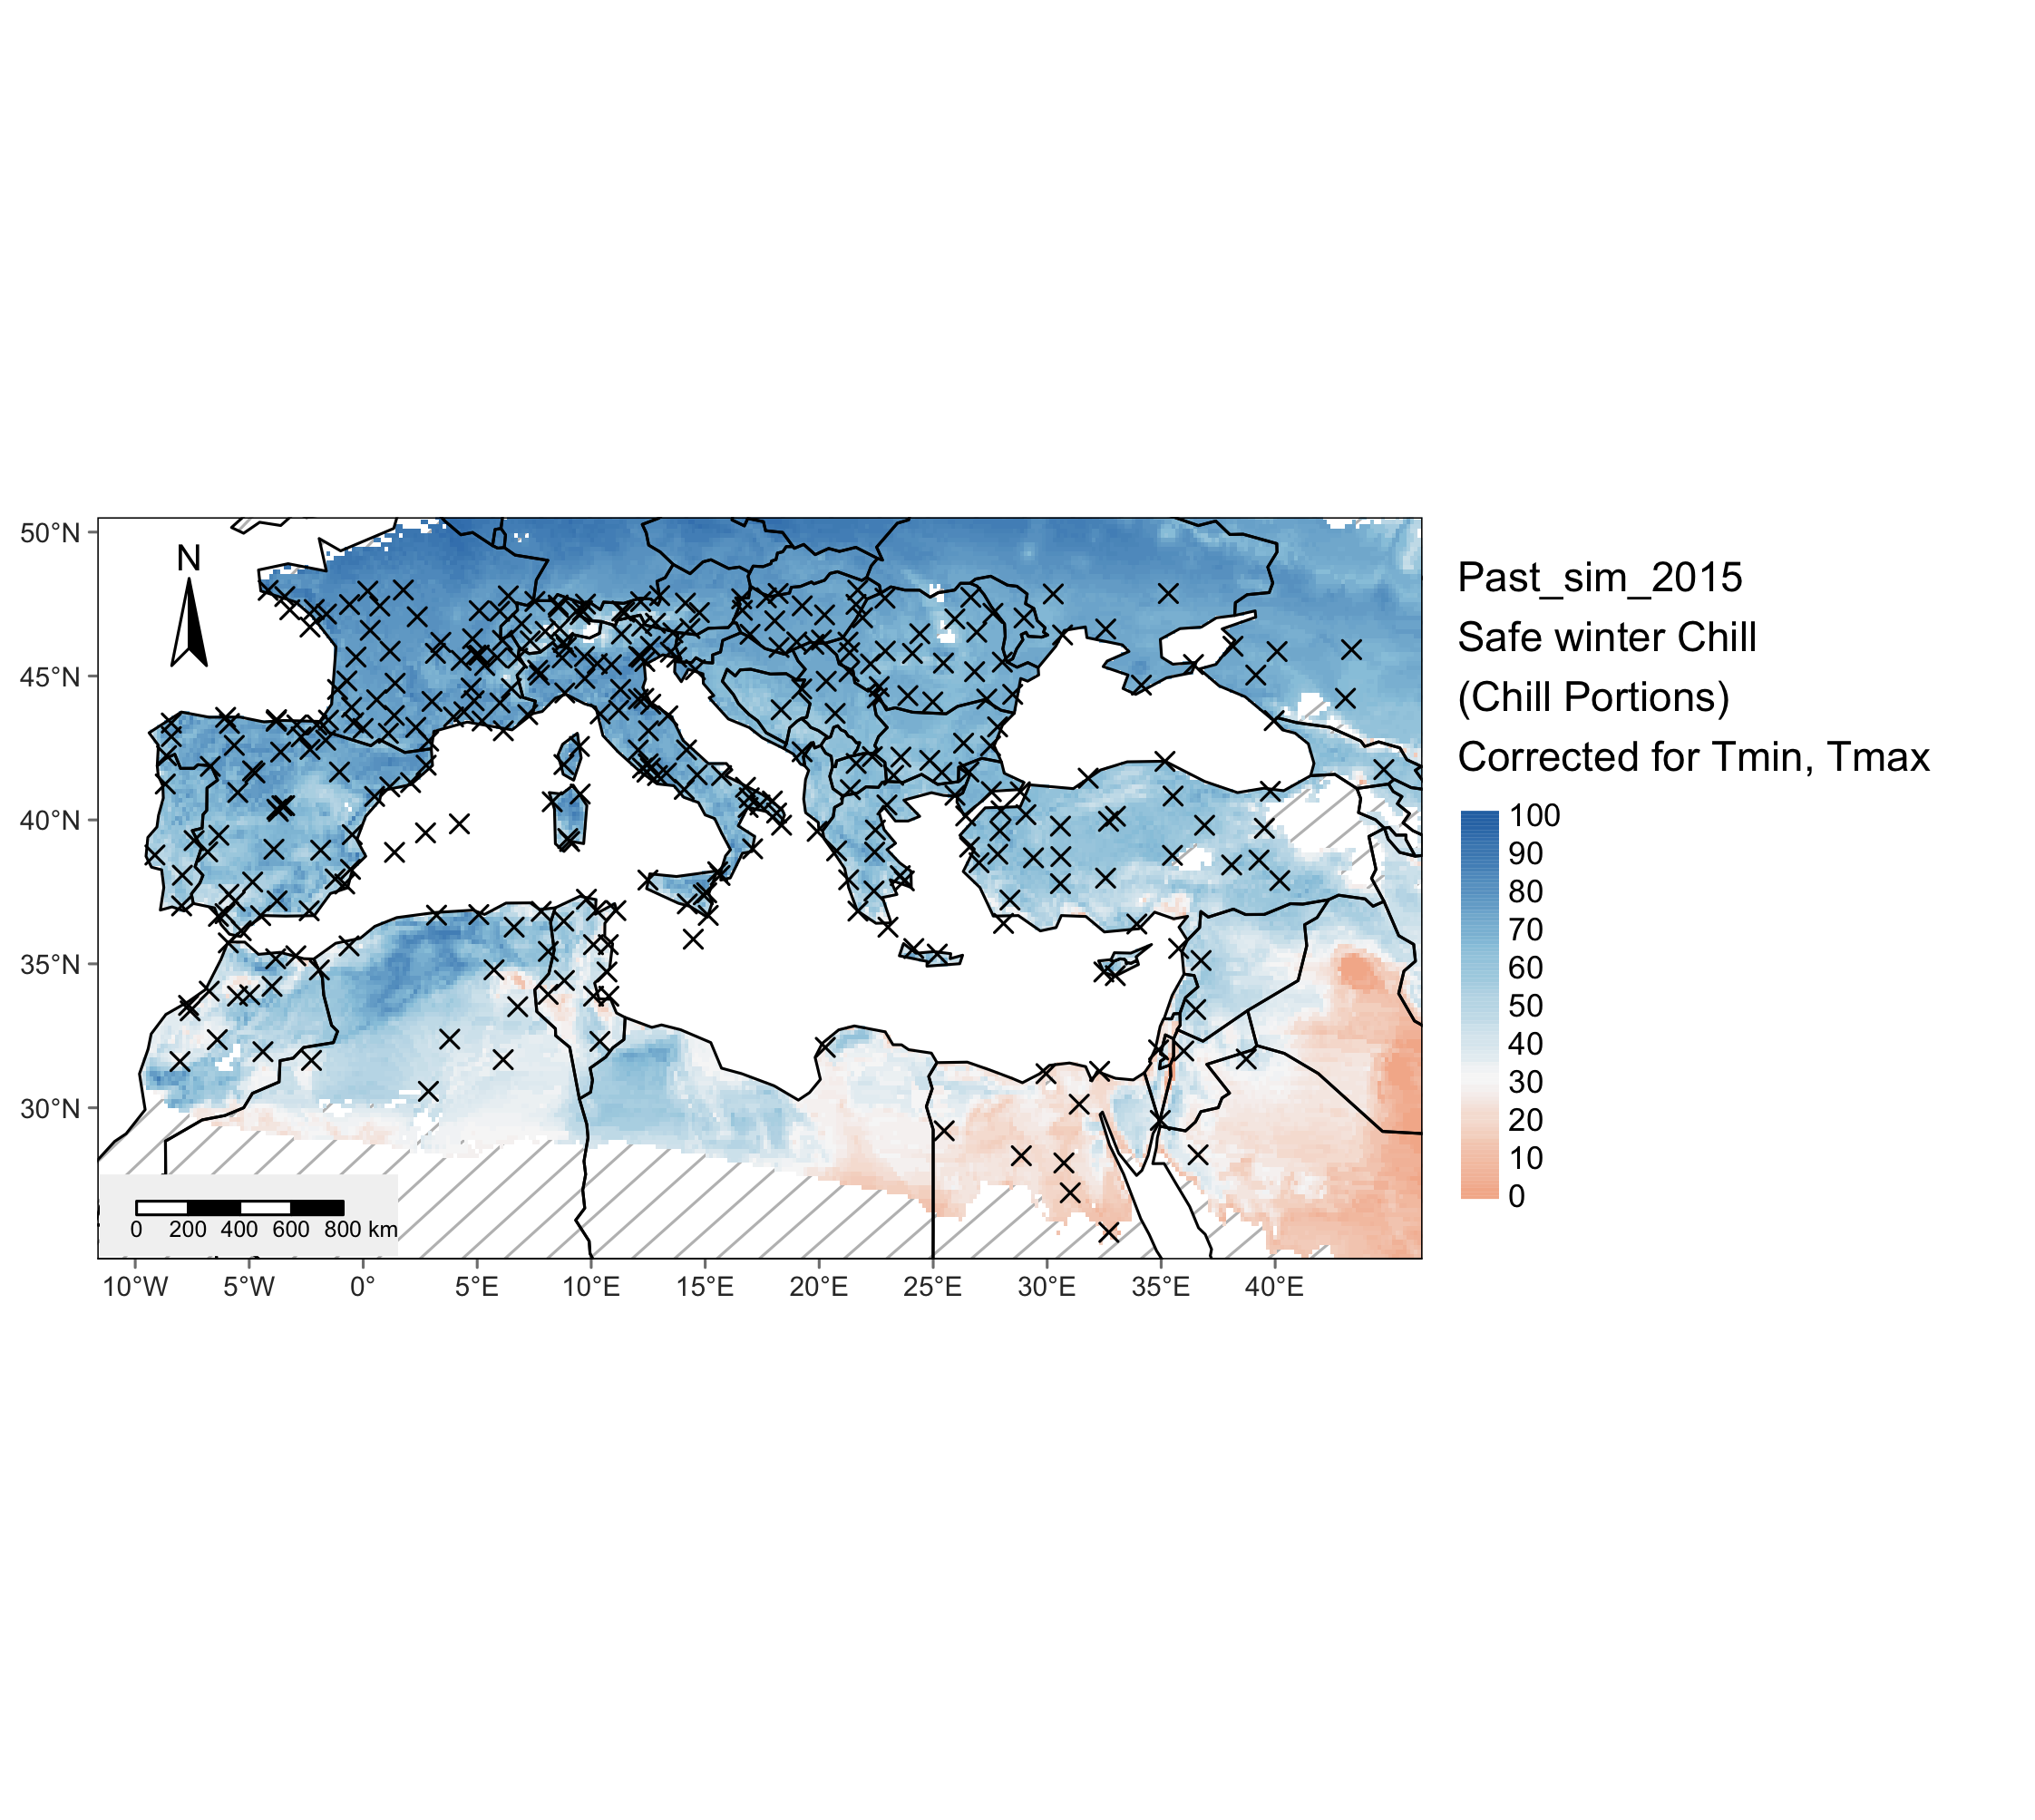 50°N
45°N
40°N
35°N
30°N
N
0 200 400 600 800 km
10°W 5°W 0° 5°E 10°E 15°E 20°E 25°E 30°E 35°E 40°E
Past_sim_2015
Safe winter Chill
(Chill Portions)
Corrected for Tmin, Tmax
100
90
80
70
60
50
40
30
20
10
0